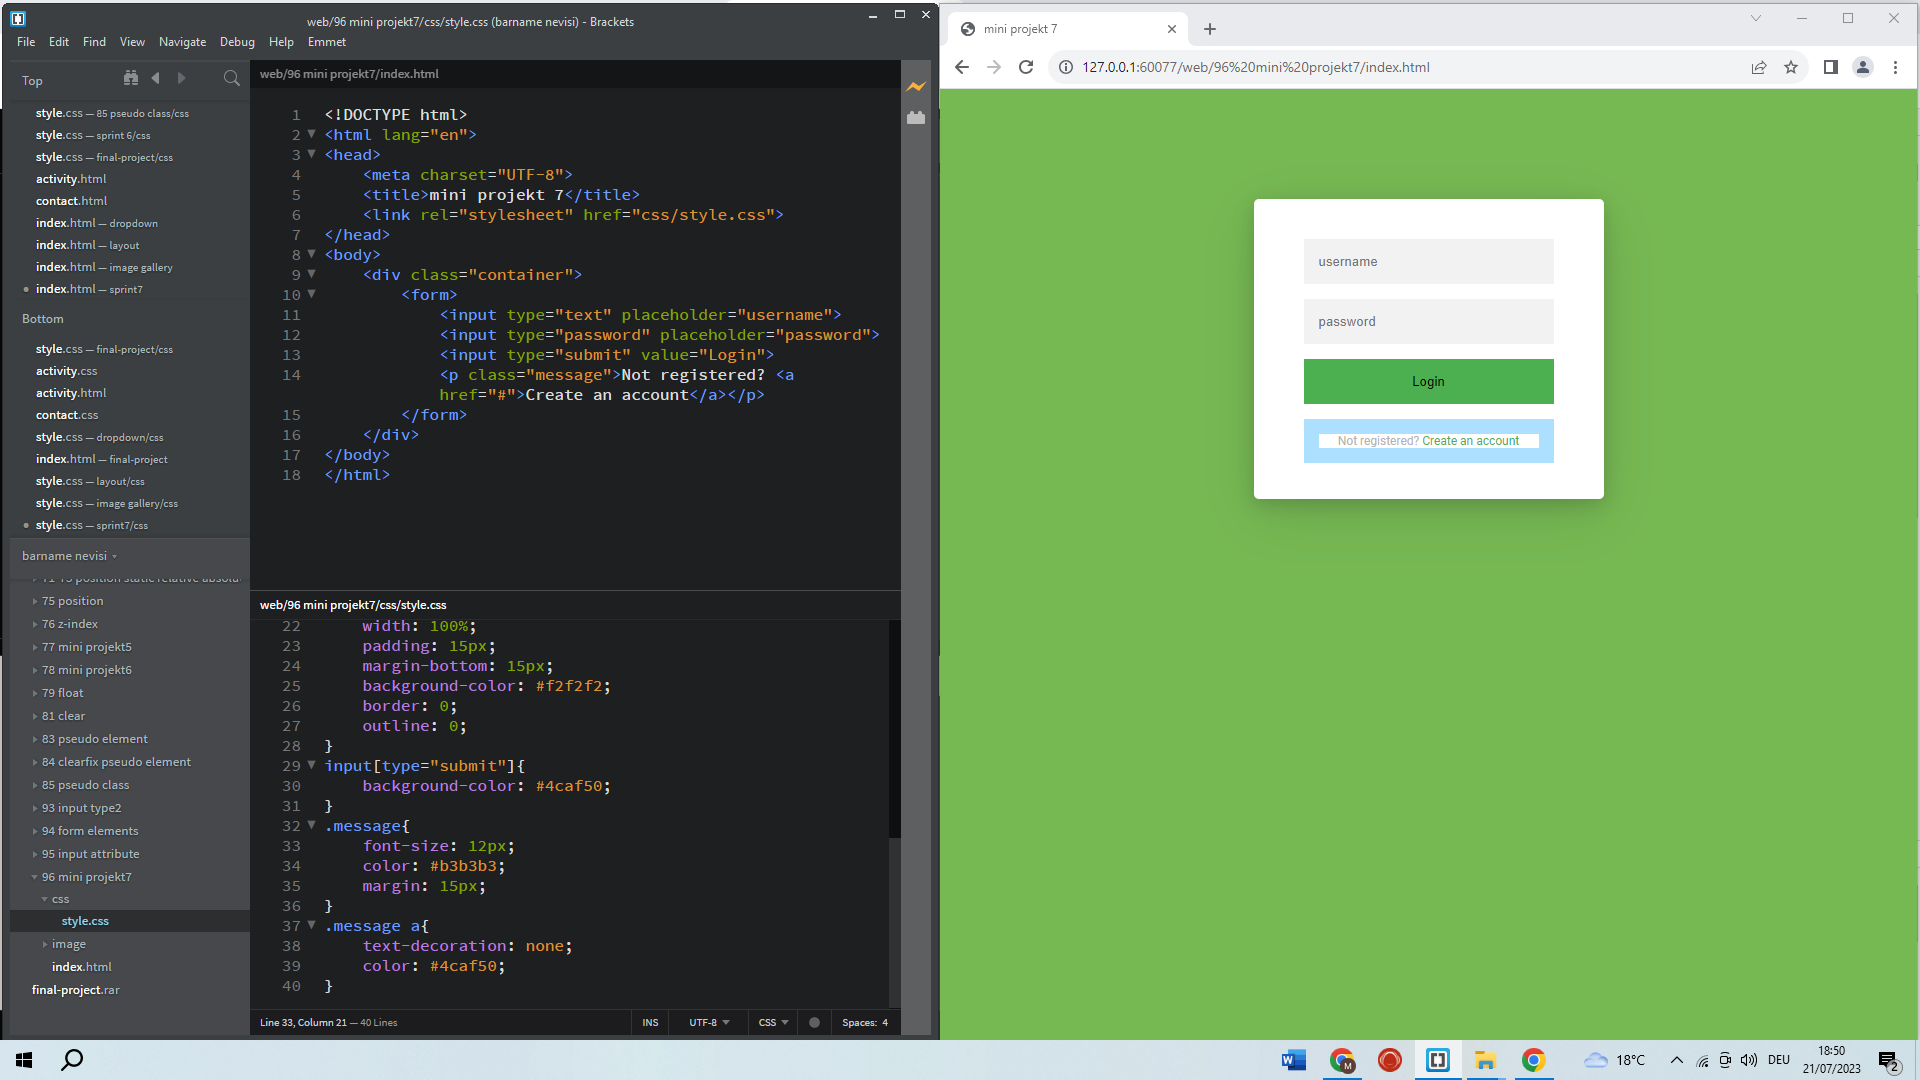 web/96 mini projekt7/css/style.css (barname nevisi) - Brackets
File Edit Find View Navigate Debug Help Emmet
Top
style.css — 85 pseudo class/css
style.css — sprint 6/css
style.css — final-project/css
activity.html
contact.html
index.html — dropdown
index.html — layout
index.html — image gallery
index.html — sprint7
Bottom
style.css — final-project/css
activity.css
activity.html
contact.css
style.css — dropdown/css
index.html — final-project
style.css — layout/css
style.css — image gallery/css
style.css — sprint7/css
barname nevisi
75 position
76 z-index
77 mini projekt5
78 mini projekt6
79 float
81 clear
83 pseudo element
84 clearfix pseudo element
85 pseudo class
93 input type2
94 form elements
95 input attribute
96 mini projekt7
css
style.css
image
index.html
final-project.rar
web/96 mini projekt7/index.html
1 <!DOCTYPE html>
2 <html lang="en">
3 <head>
4 <meta charset="UTF-8">
5 <title>mini projekt 7</title>
6 <link rel="stylesheet" href="css/style.css">
7 </head>
8 <body>
9 <div class="container">
10 <form>
11 <input type="text" placeholder="username">
12 <input type="password" placeholder="password">
13 <input type="submit" value="Login">
14 <p class="message">Not registered? <a
href="#">Create an account</a></p>
15 </form>
16 </div>
17 </body>
18 </html>
web/96 mini projekt7/css/style.css
22 width: 100%;
23 padding: 15px;
24 margin-bottom: 15px;
25 background-color: #f2f2f2;
26 border: 0;
27 outline: 0;
28 }
29 input[type="submit"]{
30 background-color: #4caf50;
31 }
32 .message{
33 font-size: 12px;
34 color: #b3b3b3;
35 margin: 15px;
36 }
37 .message a{
38 text-decoration: none;
39 color: #4caf50;
40 }
Line 33, Column 21 — 40 Lines
INS UTF-8 CSS Spaces: 4
mini projekt 7
127.0.0.1:60077/web/96%20mini%20projekt7/index.html
username
password
Login
Not registered? Create an account
18°C
DEU
18:50
21/07/2023
2